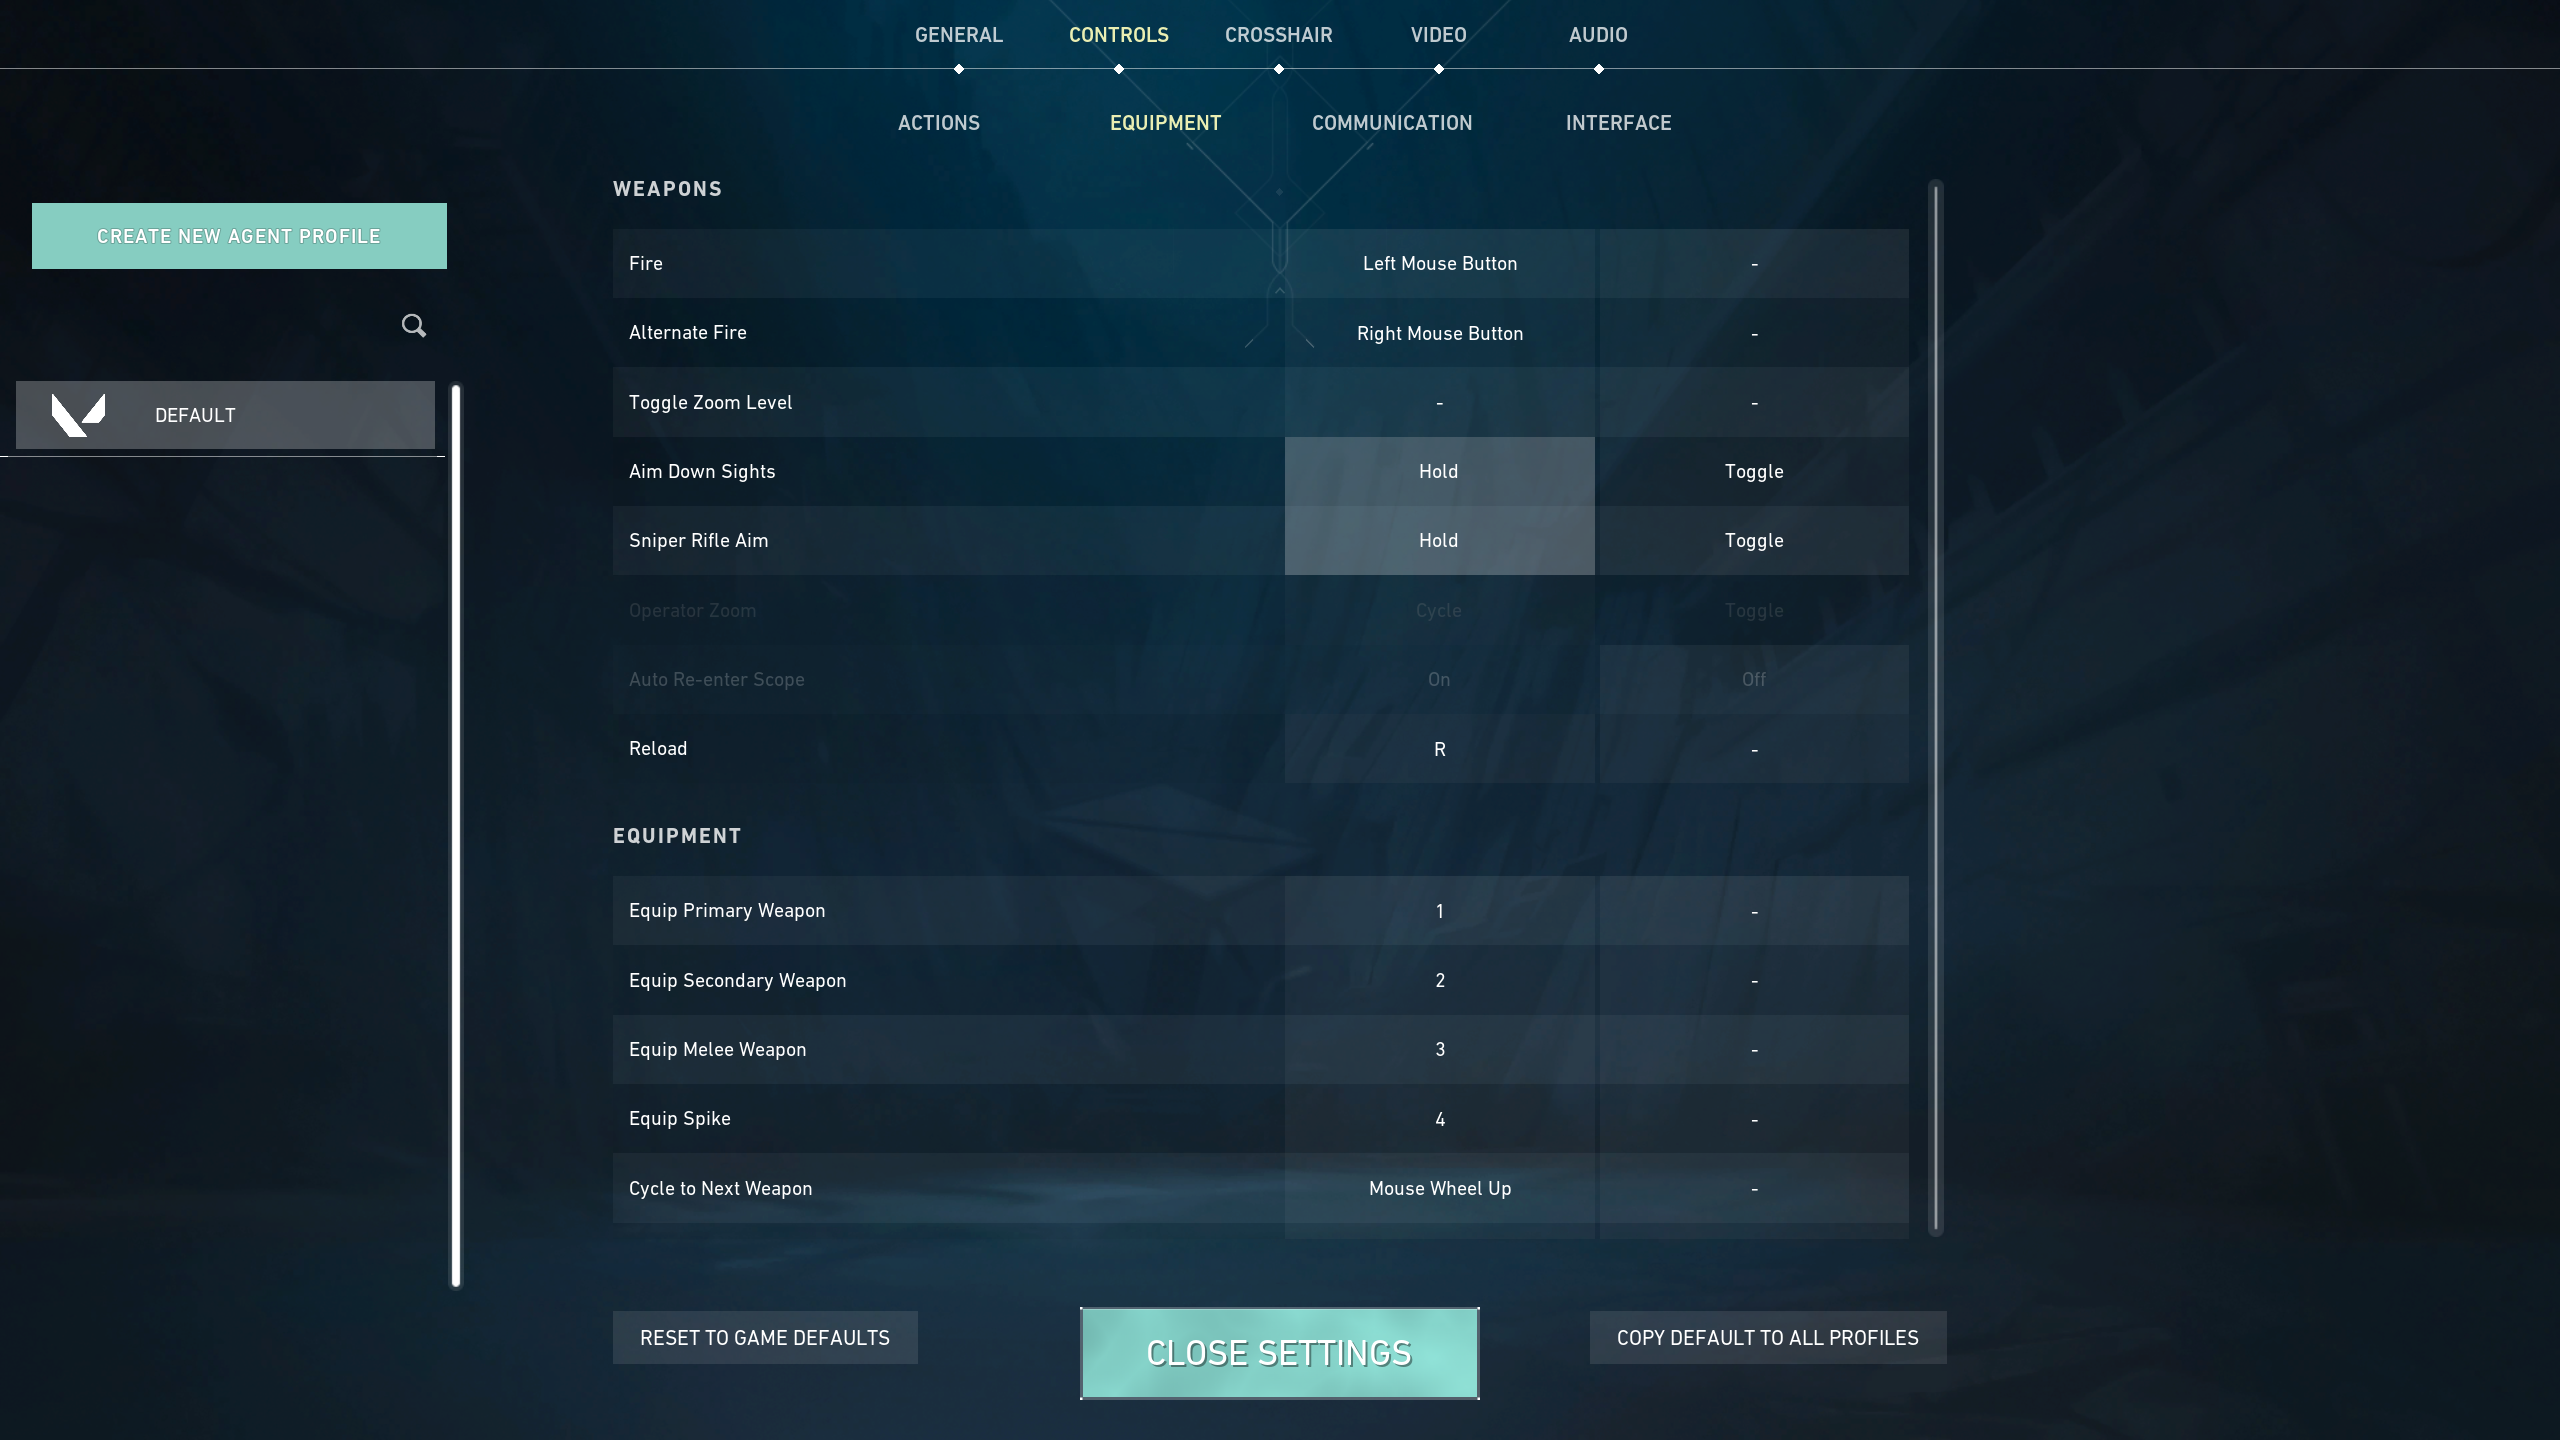 GENERAL CONTROLS CROSSHAIR VIDEO AUDIO
ACTIONS EQUIPMENT COMMUNICATION INTERFACE
CREATE NEW AGENT PROFILE
DEFAULT
WEAPONS
Fire Left Mouse Button -
Alternate Fire Right Mouse Button -
Toggle Zoom Level - -
Aim Down Sights Hold Toggle
Sniper Rifle Aim Hold Toggle
Operator Zoom Cycle Toggle
Auto Re-enter Scope On Off
Reload R -
EQUIPMENT
Equip Primary Weapon 1 -
Equip Secondary Weapon 2 -
Equip Melee Weapon 3 -
Equip Spike 4 -
Cycle to Next Weapon Mouse Wheel Up -
RESET TO GAME DEFAULTS CLOSE SETTINGS COPY DEFAULT TO ALL PROFILES